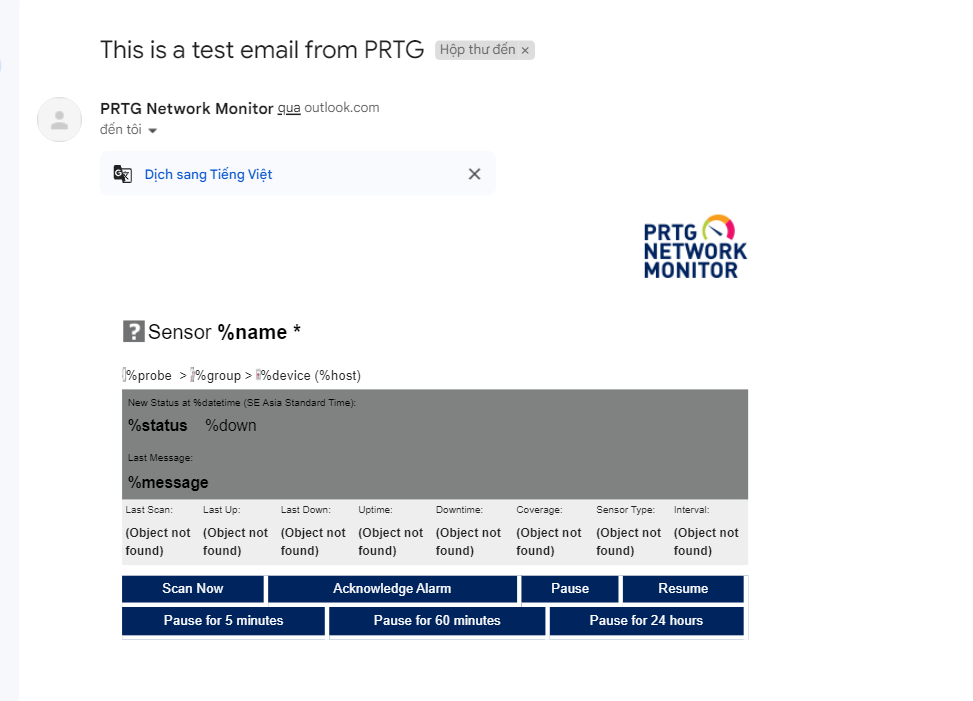 This is a test email from PRTG Hộp thư đến ×
PRTG Network Monitor qua outlook.com
đến tôi
Dịch sang Tiếng Việt
PRTG
NETWORK
MONITOR
? Sensor %name *
%probe > %group > %device (%host)
New Status at %datetime (SE Asia Standard Time):
%status %down
Last Message:
%message
Last Scan: Last Up: Last Down: Uptime: Downtime: Coverage: Sensor Type: Interval:
(Object not (Object not (Object not (Object not (Object not (Object not (Object not (Object not
found) found) found) found) found) found) found) found)
Scan Now Acknowledge Alarm Pause Resume
Pause for 5 minutes Pause for 60 minutes Pause for 24 hours